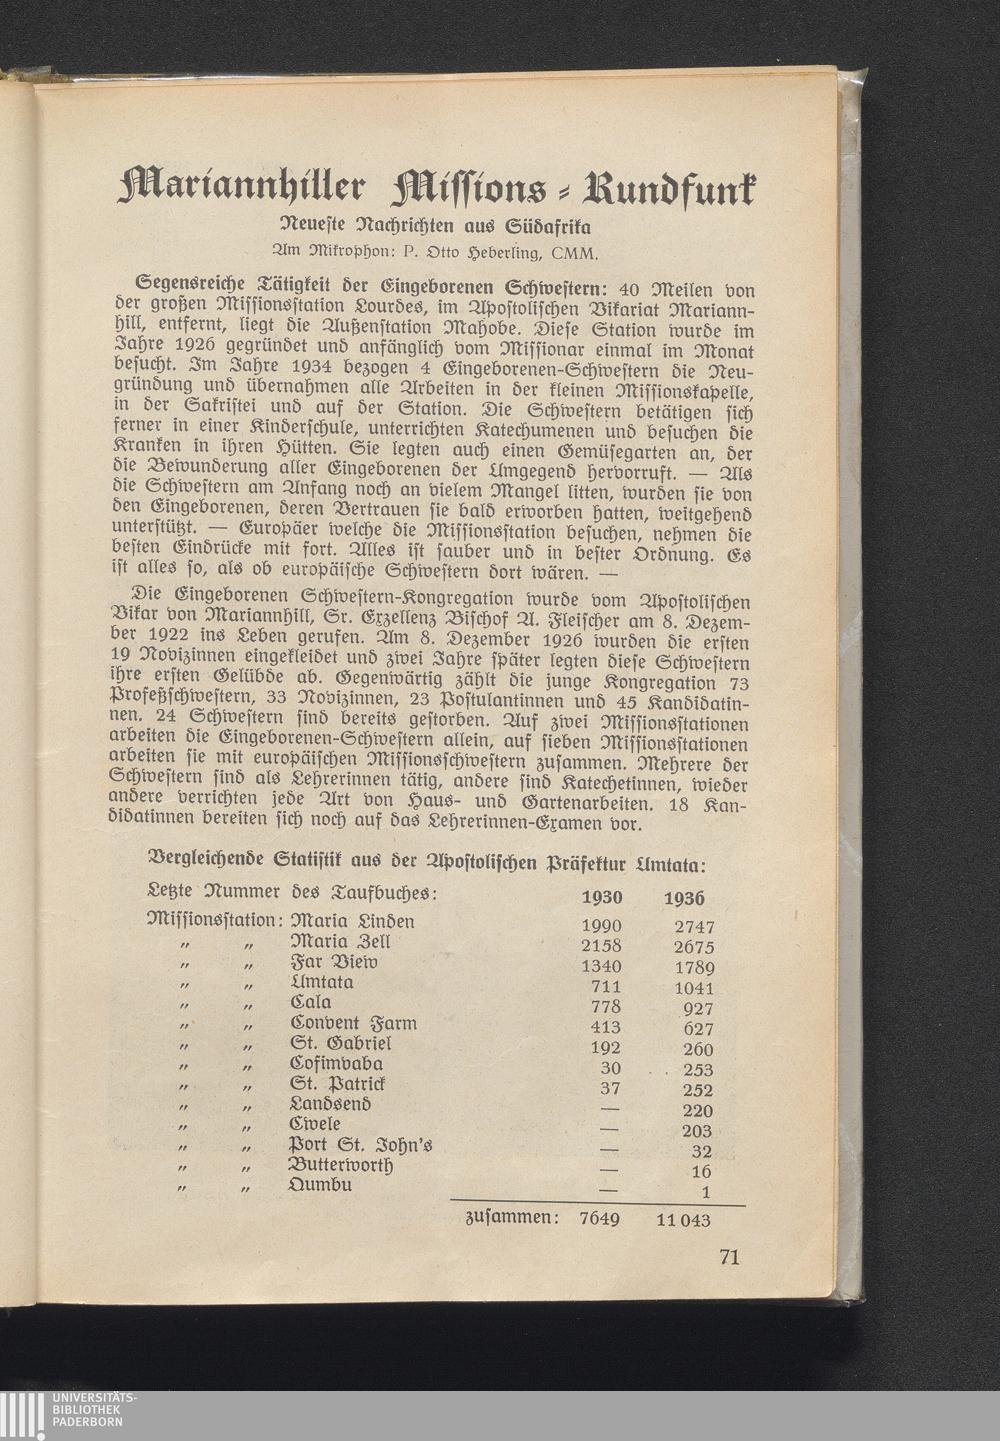 Mariannhiller Missions-Rundfunk
Neueste Nachrichten aus Südafrika
Am Mikrophon: P. Otto Heberling, CMM.
Segensreiche Tätigkeit der Eingeborenen Schwestern: 40 Meilen von
der großen Missionsstation Lourdes, im Apostolischen Vikariat Mariann-
hill, entfernt, liegt die Außenstation Mahobe. Diese Station wurde im
Jahre 1926 gegründet und anfänglich vom Missionar einmal im Monat
besucht. Im Jahre 1934 bezogen 4 Eingeborenen-Schwestern die Neu-
gründung und übernahmen alle Arbeiten in der kleinen Missionskapelle,
in der Sakristei und auf der Station. Die Schwestern betätigen sich
ferner in einer Kinderschule, unterrichten Katechumenen und besuchen die
Kranken in ihren Hütten. Sie legten auch einen Gemüsegarten an, der
die Bewunderung aller Eingeborenen der Umgegend hervorruft. — Als
die Schwestern am Anfang noch an vielem Mangel litten, wurden sie von
den Eingeborenen, deren Vertrauen sie bald erworben hatten, weitgehend
unterstützt. — Europäer welche die Missionsstation besuchen, nehmen die
besten Eindrücke mit fort. Alles ist sauber und in bester Ordnung. Es
ist alles so, als ob europäische Schwestern dort wären. —
Die Eingeborenen Schwestern-Kongregation wurde vom Apostolischen
Vikar von Mariannhill, Sr. Exzellenz Bischof A. Fleischer am 8. Dezem-
ber 1922 ins Leben gerufen. Am 8. Dezember 1926 wurden die ersten
19 Novizinnen eingekleidet und zwei Jahre später legten diese Schwestern
ihre ersten Gelübde ab. Gegenwärtig zählt die junge Kongregation 73
Profeßschwestern, 33 Novizinnen, 23 Postulantinnen und 45 Kandidatin-
nen. 24 Schwestern sind bereits gestorben. Auf zwei Missionsstationen
arbeiten die Eingeborenen-Schwestern allein, auf sieben Missionsstationen
arbeiten sie mit europäischen Missionsschwestern zusammen. Mehrere der
Schwestern sind als Lehrerinnen tätig, andere sind Katechetinnen, wieder
andere verrichten jede Art von Haus- und Gartenarbeiten. 18 Kan-
didatinnen bereiten sich noch auf das Lehrerinnen-Examen vor.
Vergleichende Statistik aus der Apostolischen Präfektur Umtata:
Letzte Nummer des Taufbuches: 1930 1936
Missionsstation: Maria Linden 1990 2747
„ „ Maria Zell 2158 2675
„ „ Far View 1340 1789
„ „ Umtata 711 1041
„ „ Cala 778 927
„ „ Convent Farm 413 627
„ „ St. Gabriel 192 260
„ „ Cofimvaba 30 253
„ „ St. Patrick 37 252
„ „ Landsend — 220
„ „ Cwele — 203
„ „ Port St. John's — 32
„ „ Butterworth — 16
„ „ Qumbu — 1
zusammen: 7649 11 043
71
UNIVERSITÄTS-
BIBLIOTHEK
PADERBORN